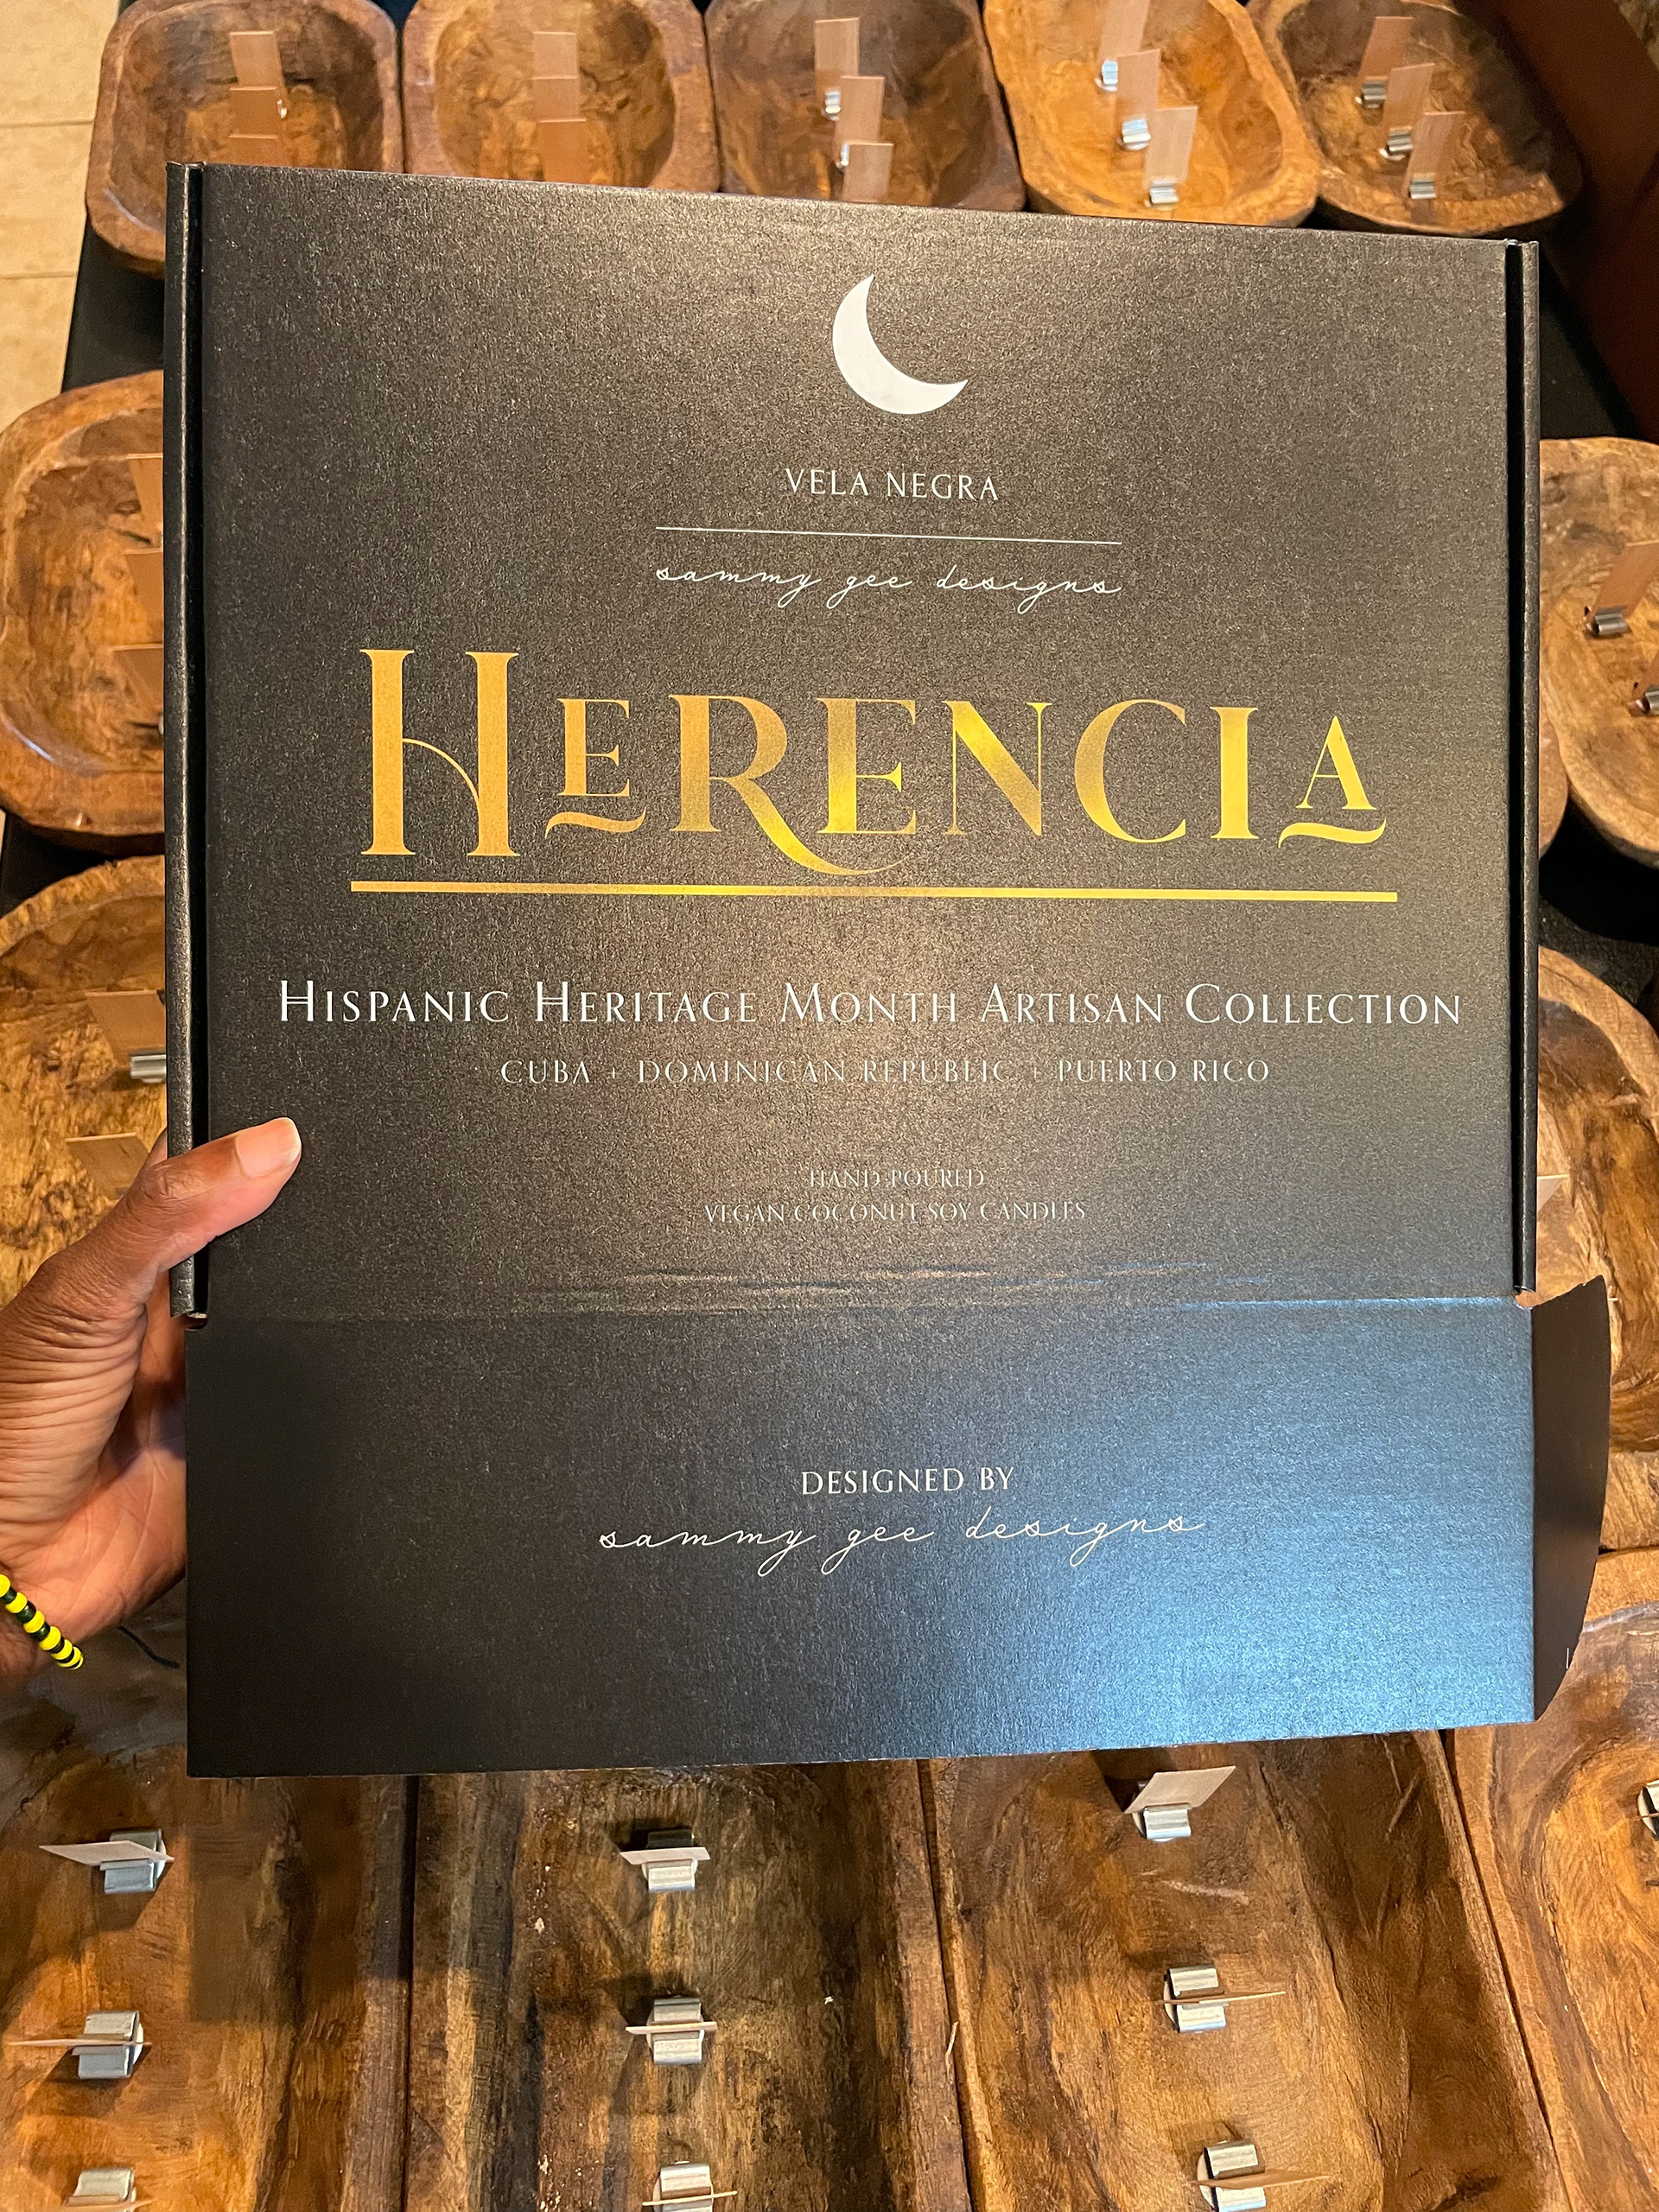 VELA NEGRA
sammy gee designs
HERENCIA
HISPANIC HERITAGE MONTH ARTISAN COLLECTION
CUBA + DOMINICAN REPUBLIC + PUERTO RICO
HAND POURED
VEGAN COCONUT SOY CANDLES
DESIGNED BY
sammy gee designs